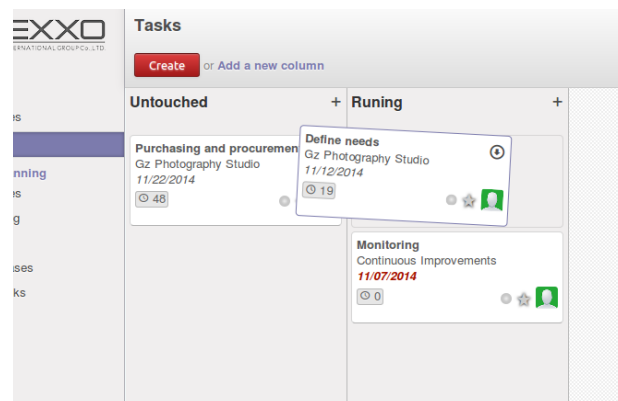 EXXO
ERNATIONAL GROUP Co., LTD
Tasks
Create or Add a new column
es
nning
es
g
ases
ks
Untouched +
Purchasing and procuremen
Gz Photography Studio
11/22/2014
48
Runing +
Define needs
Gz Photography Studio
11/12/2014
19
Monitoring
Continuous Improvements
11/07/2014
0